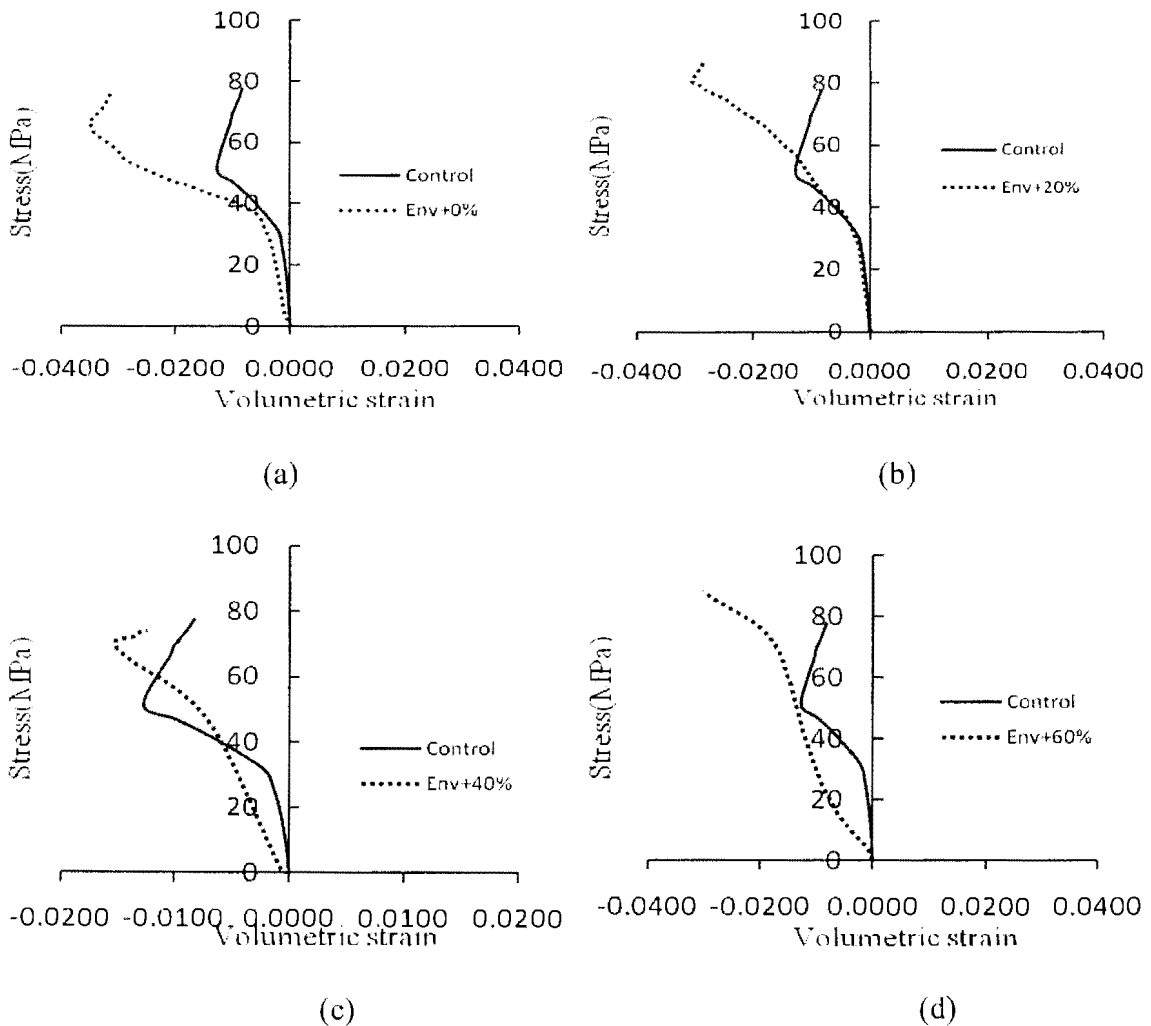 100
80
60
40
20
0
Stress(MPa)
Control
Env+0%
-0.0400 -0.0200 0.0000 0.0200 0.0400
Volumetric strain
(a)
100
80
60
40
20
0
Stress(MPa)
Control
Env+20%
-0.0400 -0.0200 0.0000 0.0200 0.0400
Volumetric strain
(b)
100
80
60
40
20
0
Stress(MPa)
Control
Env+40%
-0.0200 -0.0100 0.0000 0.0100 0.0200
Volumetric strain
(c)
100
80
60
40
20
0
Stress(MPa)
Control
Env+60%
-0.0400 -0.0200 0.0000 0.0200 0.0400
Volumetric strain
(d)